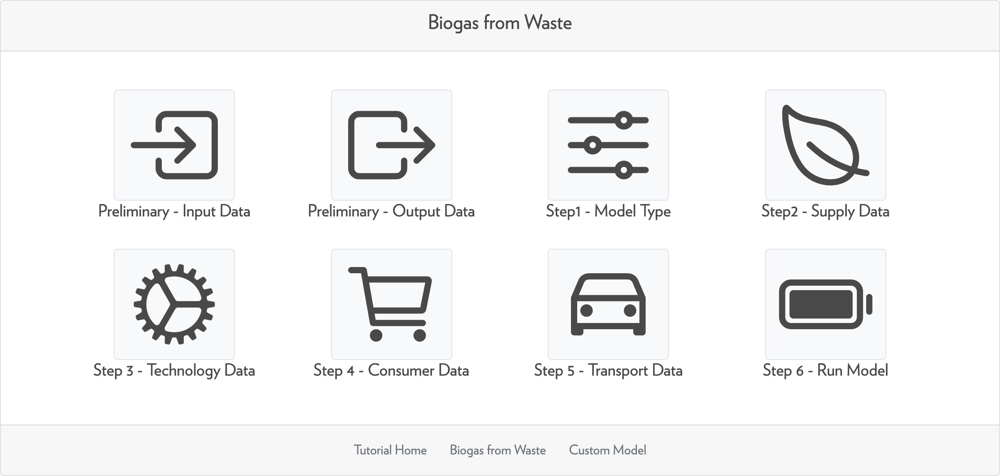 Biogas from Waste
Preliminary - Input Data
Preliminary - Output Data
Step1 - Model Type
Step2 - Supply Data
Step 3 - Technology Data
Step 4 - Consumer Data
Step 5 - Transport Data
Step 6 - Run Model
Tutorial Home
Biogas from Waste
Custom Model